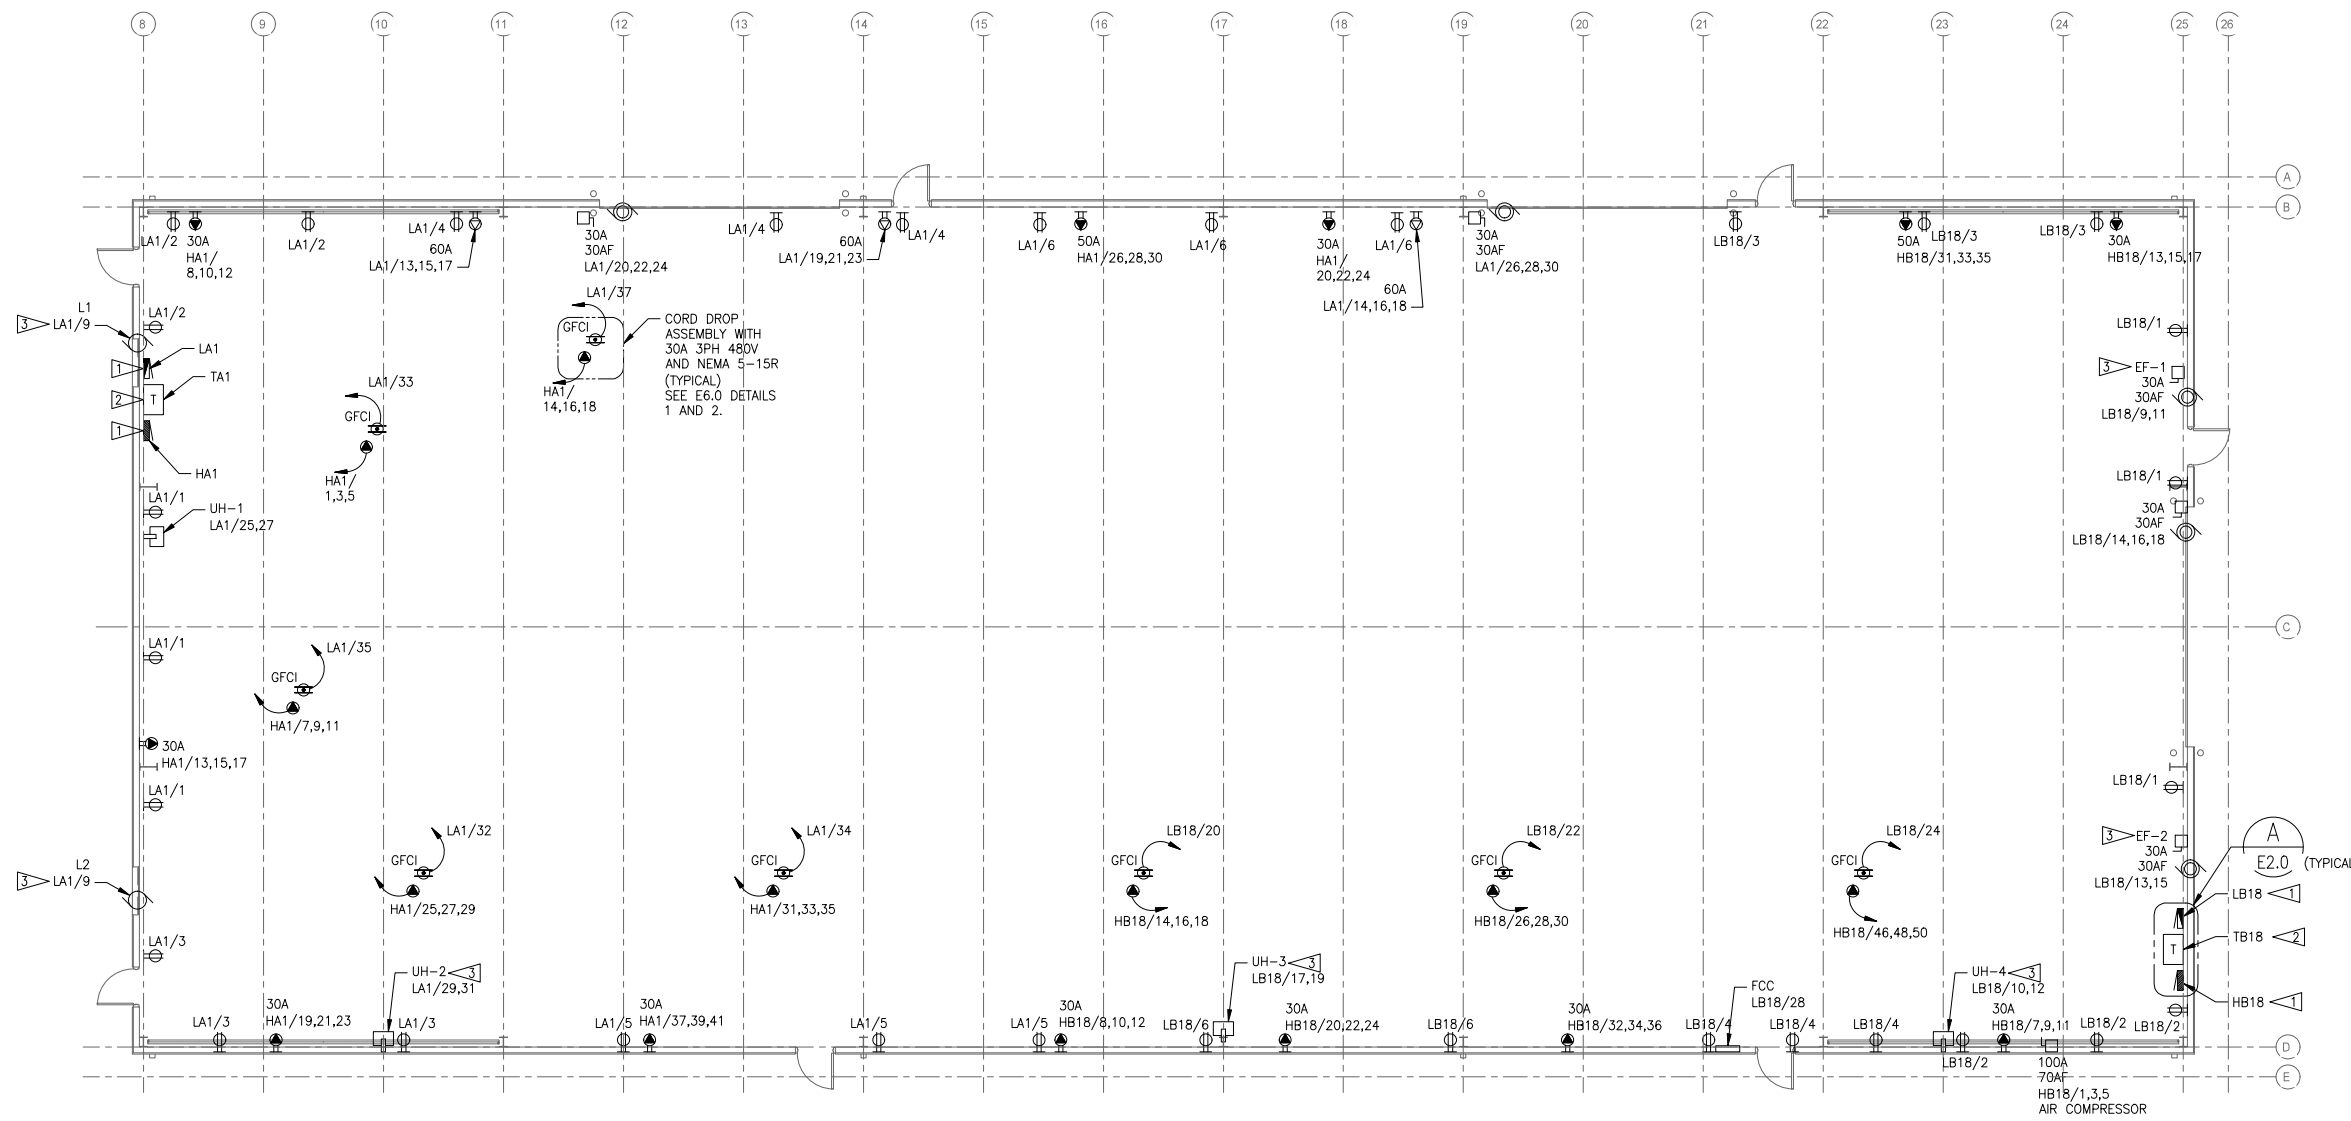 8 9 10 11 12 13 14 15 16 17 18 19 20 21 22 23 24 25 26
A
B
LA1/2
30A
HA1/
8,10,12
LA1/2
LA1/4
60A
LA1/13,15,17
30A
30AF
LA1/20,22,24
LA1/4
60A
LA1/19,21,23
LA1/4
LA1/6
50A
HA1/26,28,30
LA1/6
30A
HA1/
20,22,24
LA1/6
60A
LA1/14,16,18
30A
30AF
LA1/26,28,30
LB18/3
50A
HB18/31,33,35
LB18/3
LB18/3
30A
HB18/13,15,17
L1
3 LA1/9
LA1/2
1
LA1
2
T
TA1
1
HA1
LA1/1
UH-1
LA1/25,27
LA1/33
GFCI
HA1/
1,3,5
LA1/37
GFCI
HA1/
14,16,18
CORD DROP
ASSEMBLY WITH
30A 3PH 480V
AND NEMA 5-15R
(TYPICAL)
SEE E6.0 DETAILS
1 AND 2.
LB18/1
3 EF-1
30A
30AF
LB18/9,11
LB18/1
30A
30AF
LB18/14,16,18
C
LA1/1
LA1/35
GFCI
HA1/7,9,11
30A
HA1/13,15,17
LA1/1
L2
3 LA1/9
LA1/3
LA1/32
GFCI
HA1/25,27,29
LA1/34
GFCI
HA1/31,33,35
LB18/20
GFCI
HB18/14,16,18
LB18/22
GFCI
HB18/26,28,30
LB18/24
GFCI
HB18/46,48,50
LB18/1
3 EF-2
30A
30AF
LB18/13,15
A
E2.0 (TYPICAL
LB18 1
T
TB18 2
HB18 1
LB18/2
LA1/3
30A
HA1/19,21,23
UH-2 3
LA1/29,31
LA1/3
LA1/5
30A
HA1/37,39,41
LA1/5
LA1/5
30A
HB18/8,10,12
LB18/6
UH-3 3
LB18/17,19
30A
HB18/20,22,24
LB18/6
30A
HB18/32,34,36
LB18/4
FCC
LB18/28
LB18/4
LB18/4
UH-4 3
LB18/10,12
LB18/2
30A
HB18/7,9,11
LB18/2
100A
70AF
HB18/1,3,5
AIR COMPRESSOR
D
E